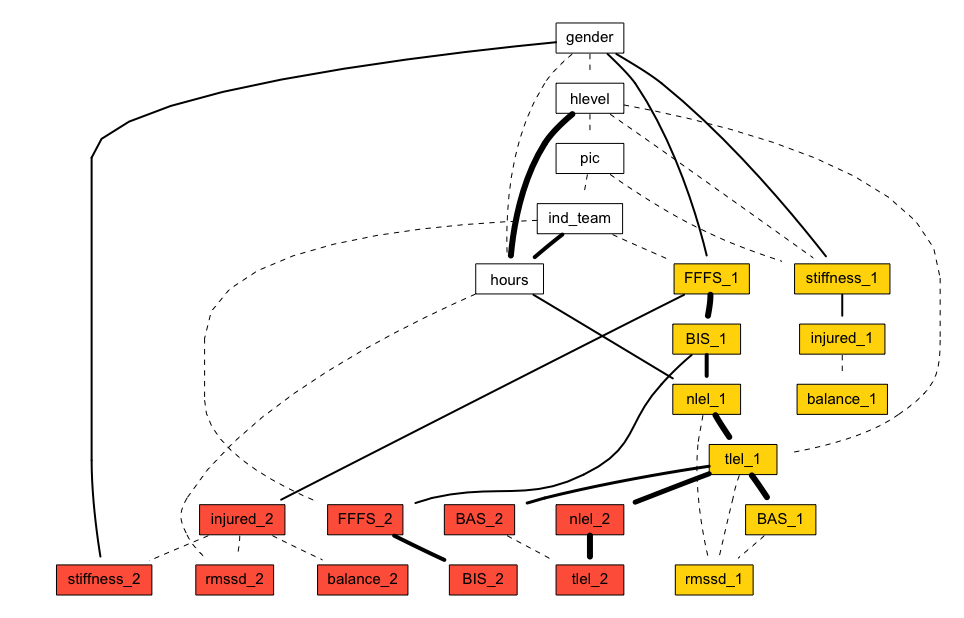 gender
hlevel
pic
ind_team
hours
FFFS_1
stiffness_1
BIS_1
injured_1
nlel_1
balance_1
tlel_1
injured_2
FFFS_2
BAS_2
nlel_2
BAS_1
stiffness_2
rmssd_2
balance_2
BIS_2
tlel_2
rmssd_1